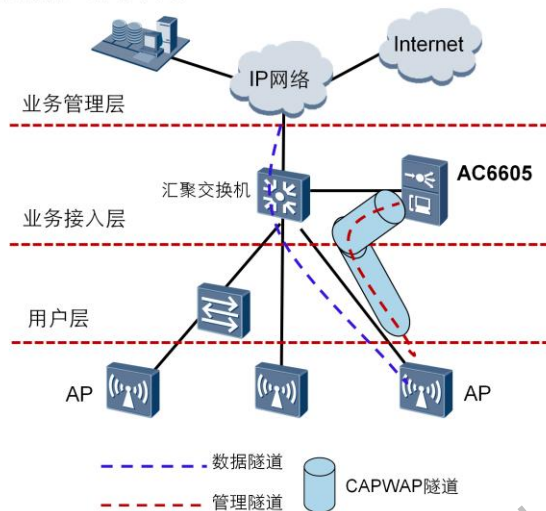 Internet
IP网络
业务管理层
AC6605
汇聚交换机
业务接入层
用户层
AP
AP
数据隧道
CAPWAP隧道
管理隧道